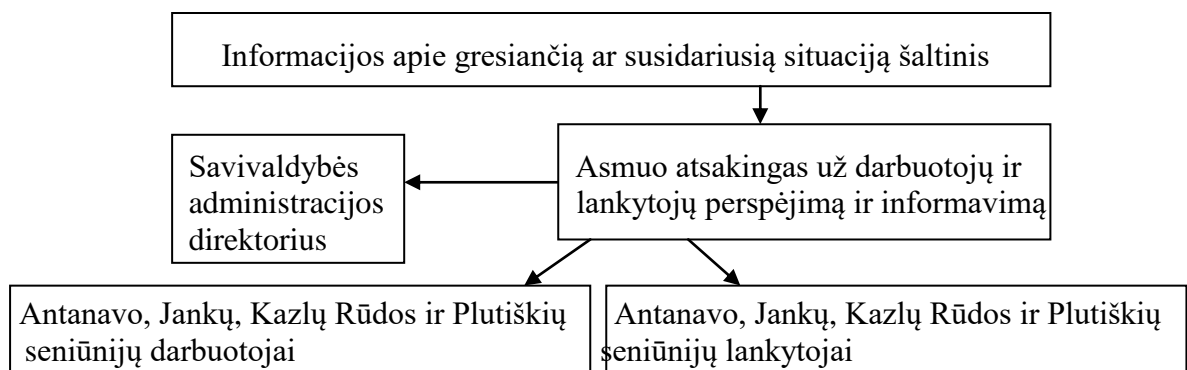 Informacijos apie gresiančią ar susidariusią situaciją šaltinis
Savivaldybės
administracijos
direktorius
Asmuo atsakingas už darbuotojų ir
lankytojų perspėjimą ir informavimą
Antanavo, Jankų, Kazlų Rūdos ir Plutiškių
seniūnijų darbuotojai
Antanavo, Jankų, Kazlų Rūdos ir Plutiškių
seniūnijų lankytojai